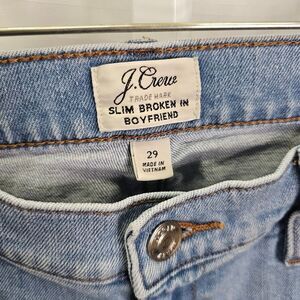 J.Crew
TRADE MARK
SLIM BROKEN IN
BOYFRIEND
29
MADE IN
VIETNAM